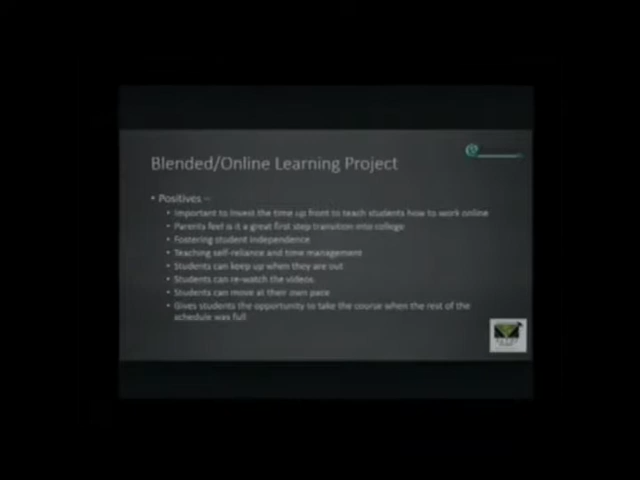 Blended/Online Learning Project
• Positives –
• Important to invest the time up front to teach students how to work online
• Parents feel is it a great first step transition into college
• Fostering student independence
• Teaching self-reliance and time management
• Students can keep up when they are out
• Students can re-watch the videos
• Students can move at their own pace
• Gives students the opportunity to take the course when the rest of the
schedule was full